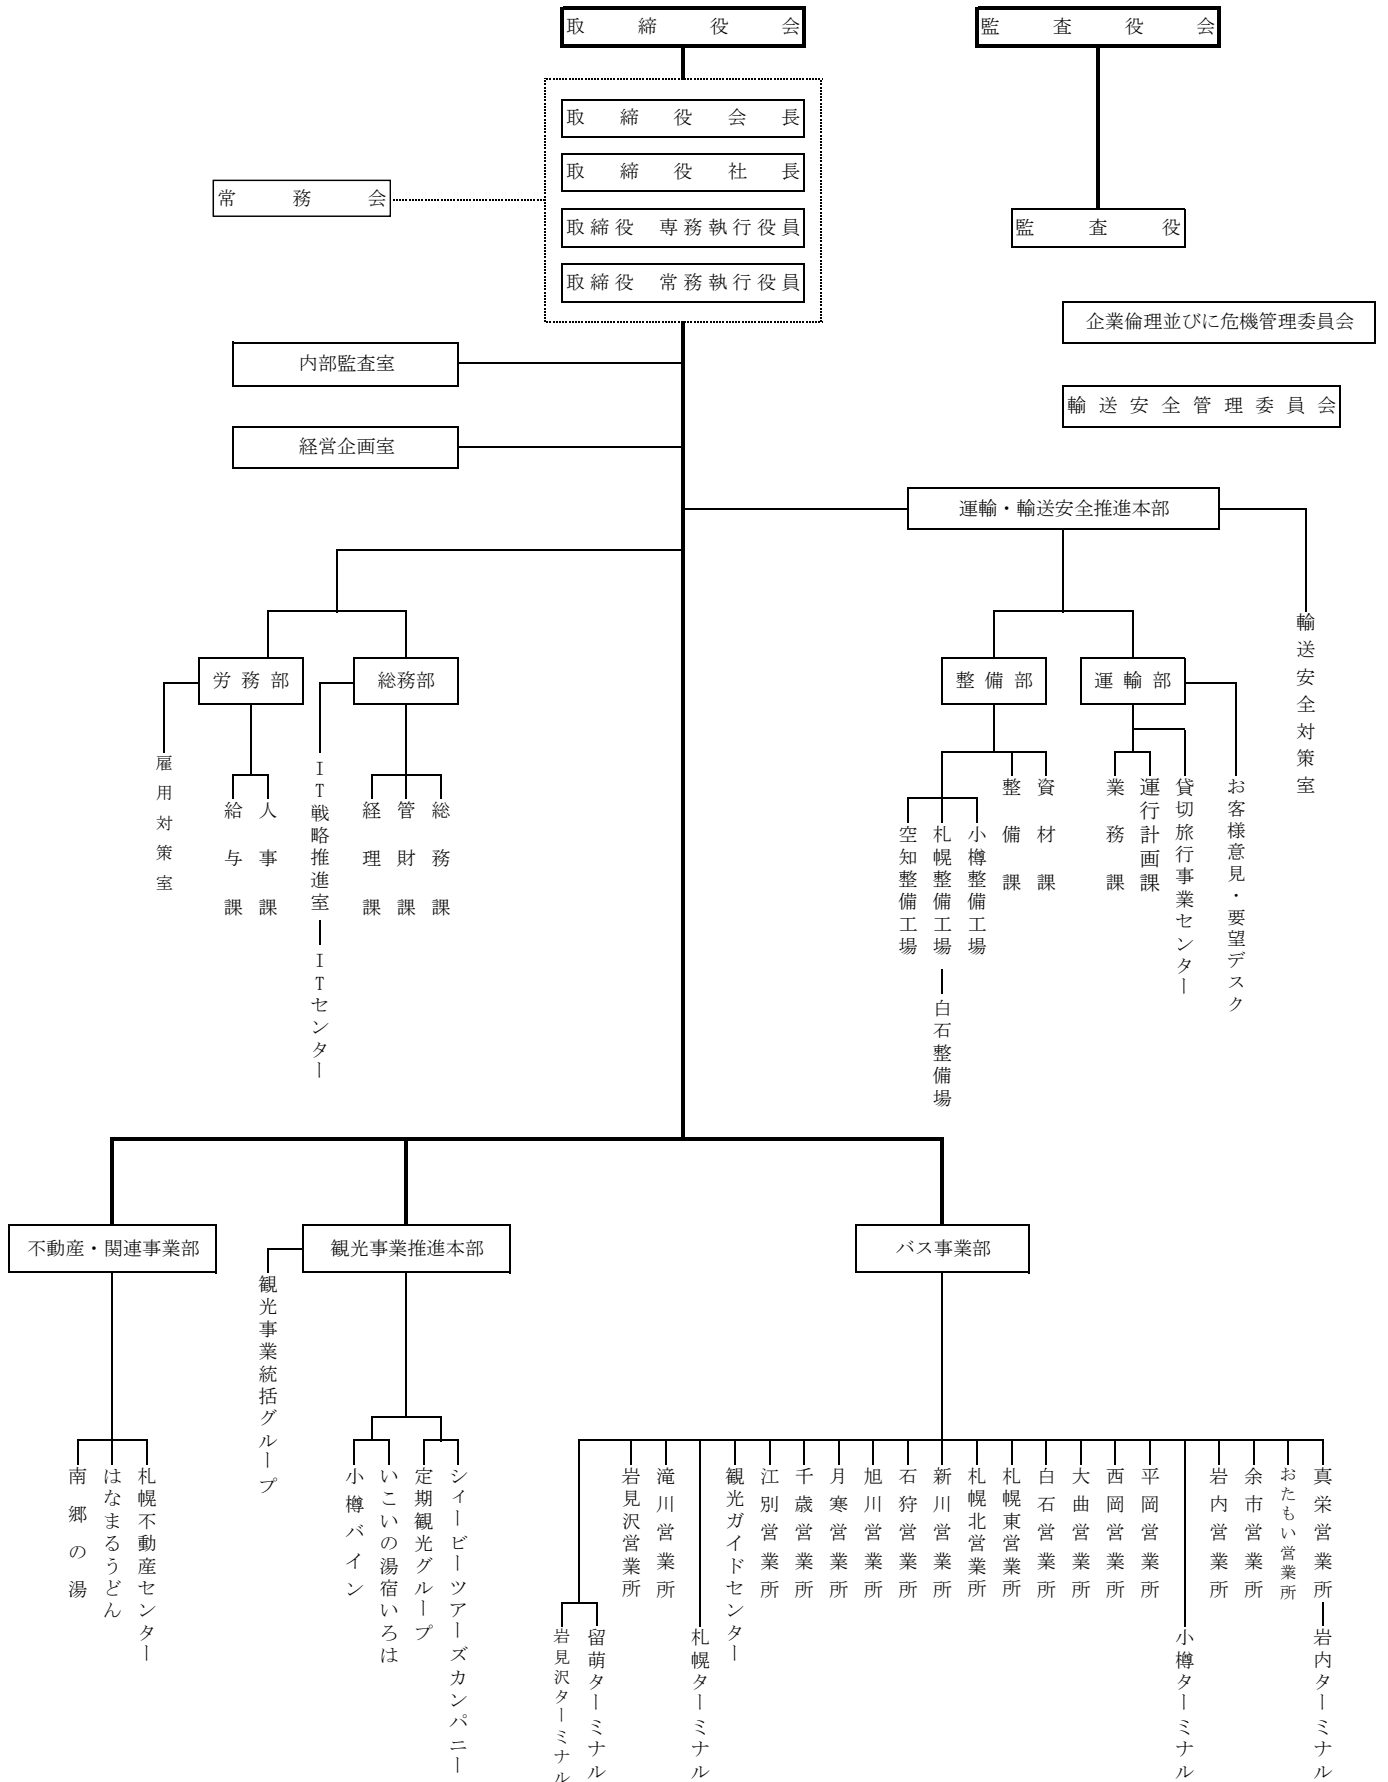 取締役会
監査役会
取締役会長
取締役社長
常務会
取締役 専務執行役員
監査役
取締役 常務執行役員
企業倫理並びに危機管理委員会
内部監査室
輸送安全管理委員会
経営企画室
運輸・輸送安全推進本部
労務部
総務部
整備部
運輸部
輸送安全対策室
雇用対策室
給与課
人事課
IT戦略推進室
ITセンター
経理課
管財課
総務課
空知整備工場
札幌整備工場
白石整備場
小樽整備工場
整備課
資材課
業務課
運行計画課
貸切旅行事業センター
お客様意見・要望デスク
不動産・関連事業部
観光事業推進本部
バス事業部
観光事業統括グループ
南郷の湯
はなまるうどん
札幌不動産センター
小樽バイン
いこいの湯宿いろは
定期観光グループ
シィービーツアーズカンパニー
岩見沢ターミナル
留萌ターミナル
岩見沢営業所
滝川営業所
札幌ターミナル
観光ガイドセンター
江別営業所
千歳営業所
月寒営業所
旭川営業所
石狩営業所
新川営業所
札幌北営業所
札幌東営業所
白石営業所
大曲営業所
西岡営業所
平岡営業所
小樽ターミナル
岩内営業所
余市営業所
おたもい営業所
真栄営業所
岩内ターミナル